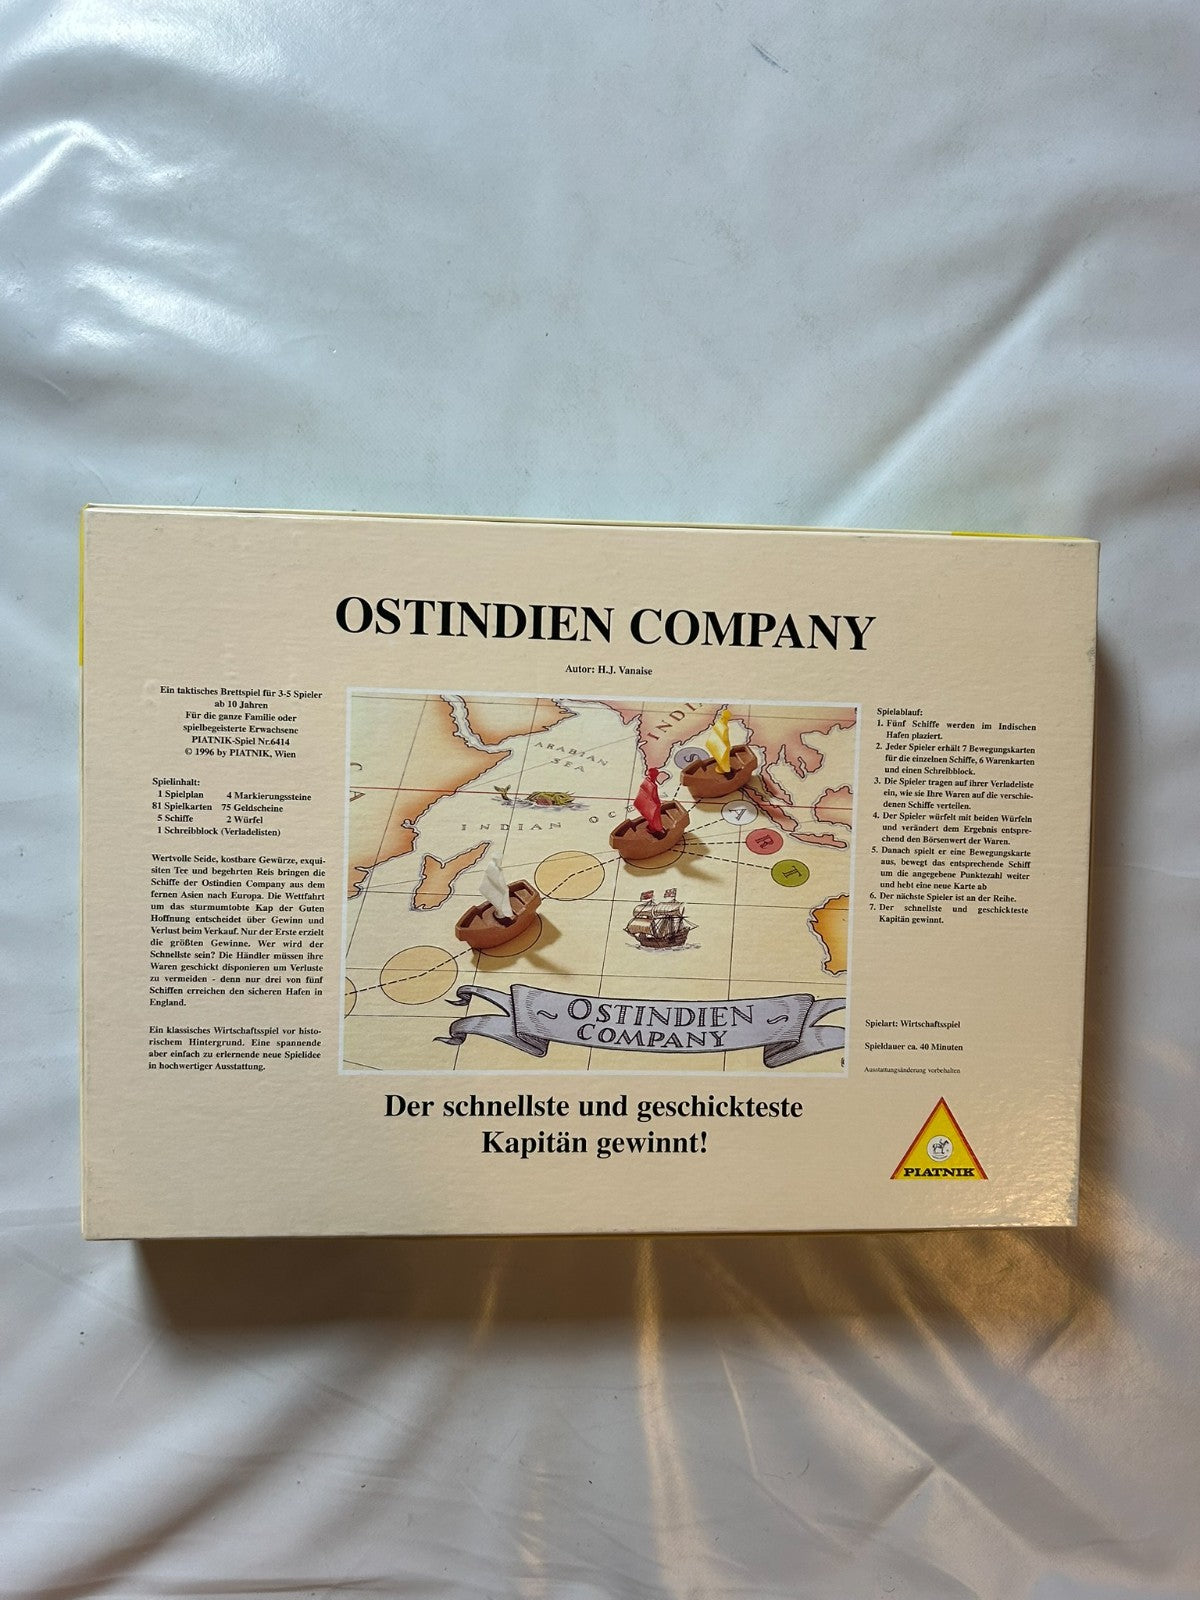 OSTINDIEN COMPANY
Autor: H.J. Vanaise
Ein taktisches Brettspiel für 3-5 Spieler
ab 10 Jahren
Für die ganze Familie oder
spielbegeisterte Erwachsene
PIATNIK-Spiel Nr.6414
© 1996 by PIATNIK, Wien
Spielinhalt:
1 Spielplan 4 Markierungssteine
81 Spielkarten 75 Geldscheine
5 Schiffe 2 Würfel
1 Schreibblock (Verladelisten)
Wertvolle Seide, kostbare Gewürze, exqui-
siten Tee und begehrten Reis bringen die
Schiffe der Ostindien Company aus dem
fernen Asien nach Europa. Die Wettfahrt
um das sturmumtobte Kap der Guten
Hoffnung entscheidet über Gewinn und
Verlust beim Verkauf. Nur der Erste erzielt
die größten Gewinne. Wer wird der
Schnellste sein? Die Händler müssen ihre
Waren geschickt disponieren um Verluste
zu vermeiden - denn nur drei von fünf
Schiffen erreichen den sicheren Hafen in
England.
Ein klassisches Wirtschaftsspiel vor histo-
rischem Hintergrund. Eine spannende
aber einfach zu erlernende neue Spielidee
in hochwertiger Ausstattung.
INDI
ARABIAN
SEA
INDIAN OCE
S
A
R
T
~ OSTINDIEN ~
COMPANY
Spielablauf:
1. Fünf Schiffe werden im Indischen
Hafen plaziert.
2. Jeder Spieler erhält 7 Bewegungskarten
für die einzelnen Schiffe, 6 Warenkarten
und einen Schreibblock.
3. Die Spieler tragen auf ihrer Verladeliste
ein, wie sie Ihre Waren auf die verschie-
denen Schiffe verteilen.
4. Der Spieler würfelt mit beiden Würfeln
und verändert dem Ergebnis entspre-
chend den Börsenwert der Waren.
5. Danach spielt er eine Bewegungskarte
aus, bewegt das entsprechende Schiff
um die angegebene Punktezahl weiter
und hebt eine neue Karte ab
6. Der nächste Spieler ist an der Reihe.
7. Der schnellste und geschickteste
Kapitän gewinnt.
Spielart: Wirtschaftsspiel
Spieldauer ca. 40 Minuten
Ausstattungsänderung vorbehalten
Der schnellste und geschickteste
Kapitän gewinnt!
PIATNIK